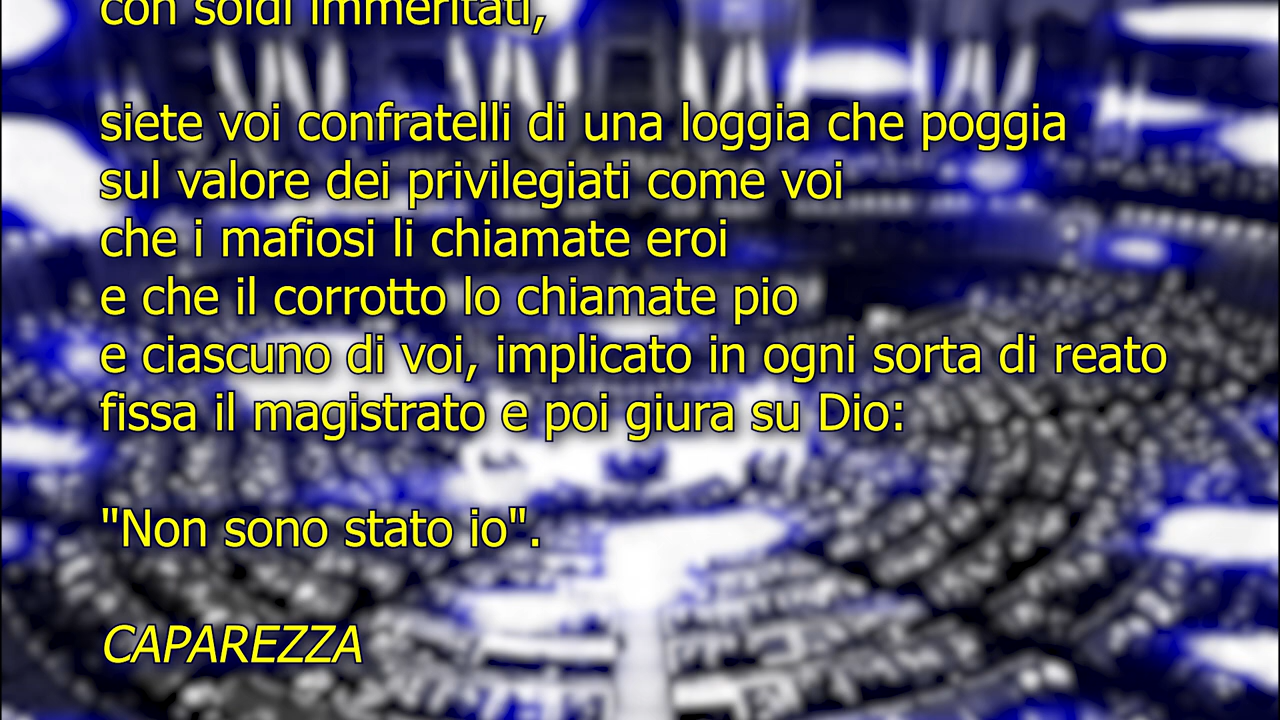 con soldi immeritati,
siete voi confratelli di una loggia che poggia
sul valore dei privilegiati come voi
che i mafiosi li chiamate eroi
e che il corrotto lo chiamate pio
e ciascuno di voi, implicato in ogni sorta di reato
fissa il magistrato e poi giura su Dio:
"Non sono stato io".
CAPAREZZA